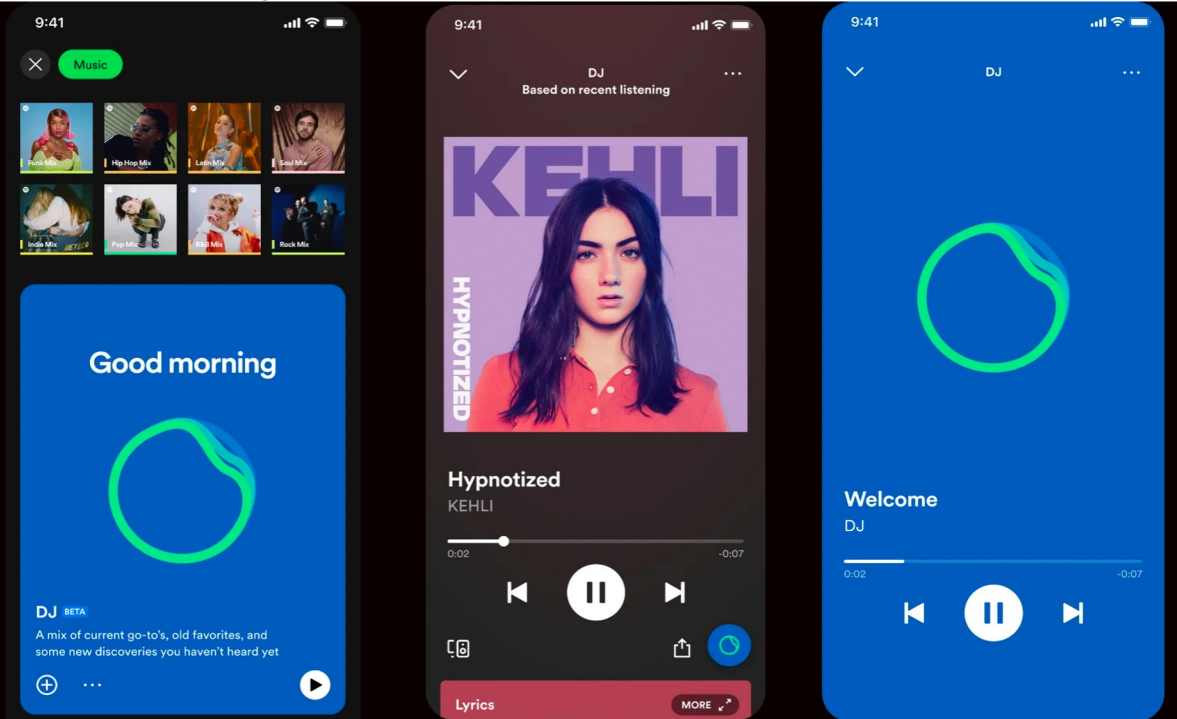 9:41
Music
Funk Mix
Hip Hop Mix
Latin Mix
Soul Mix
Indie Mix
Pop Mix
R&B Mix
Rock Mix
Good morning
DJ BETA
A mix of current go-to's, old favorites, and
some new discoveries you haven't heard yet
9:41
DJ
Based on recent listening
KEHLI
HYPNOTIZED
Hypnotized
KEHLI
0:02
-0:07
Lyrics
MORE
9:41
DJ
Welcome
DJ
0:02
-0:07